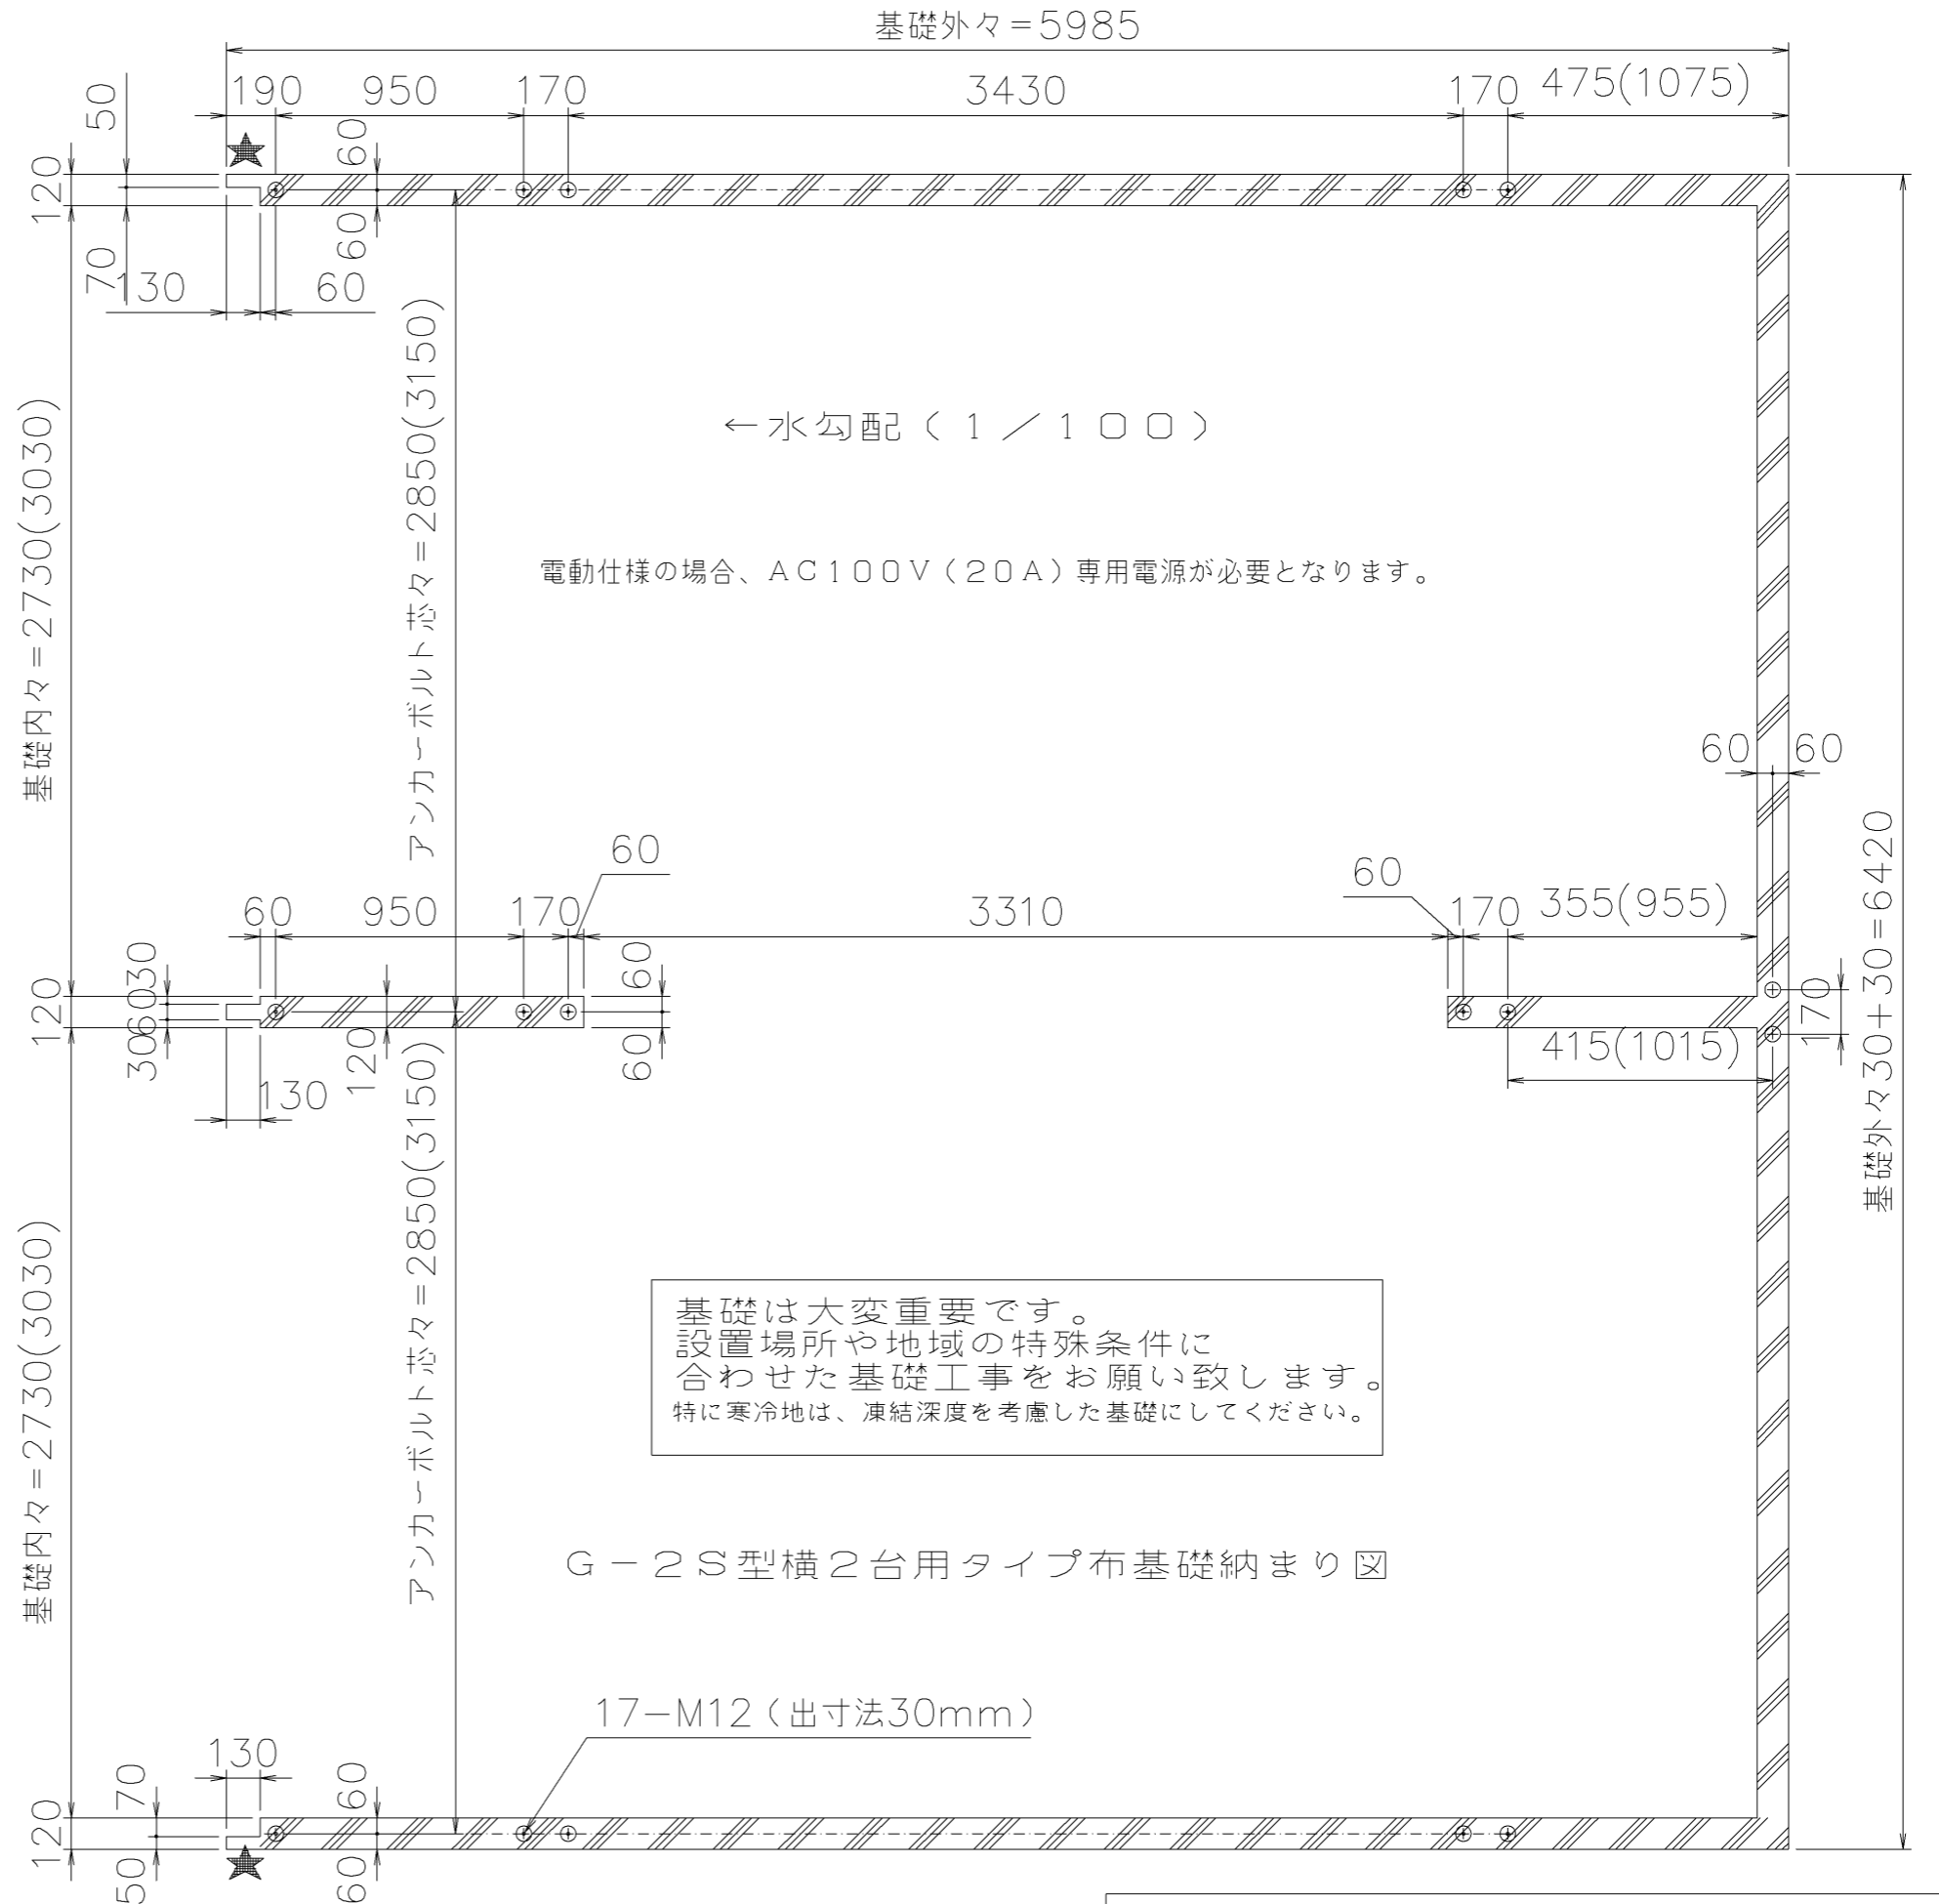 基礎外々=5985
190
950
170
3430
170
475(1075)
50
120
60
60
70
130
60
基礎内々=2730(3030)
アンカーボルト芯々=2850(3150)
←水勾配(1/100)
電動仕様の場合、AC100V(20A)専用電源が必要となります。
60
60
60
950
170
60
3310
60
170
355(955)
30
60
30
120
130
120
60
60
415(1015)
170
基礎外々30+30=6420
基礎内々=2730(3030)
アンカーボルト芯々=2850(3150)
基礎は大変重要です。
設置場所や地域の特殊条件に
合わせた基礎工事をお願い致します。
特に寒冷地は、凍結深度を考慮した基礎にしてください。
G-2S型横2台用タイプ布基礎納まり図
17-M12(出寸法30mm)
130
70
120
50
60
60